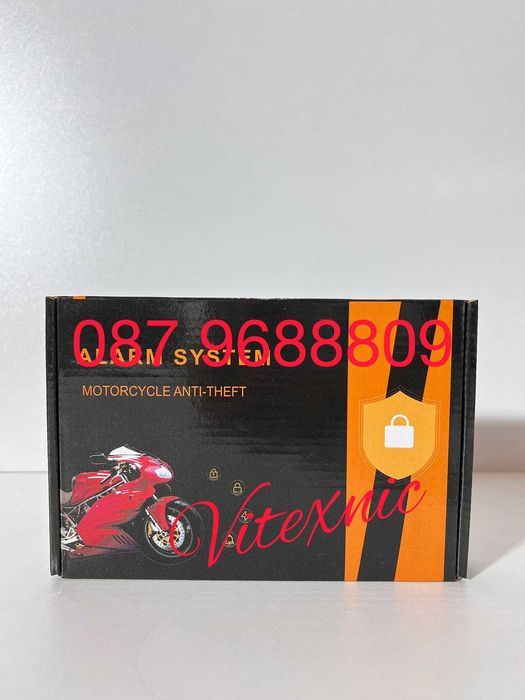 087 9688809
ALARM SYSTEM
MOTORCYCLE ANTI-THEFT
Vitexnic